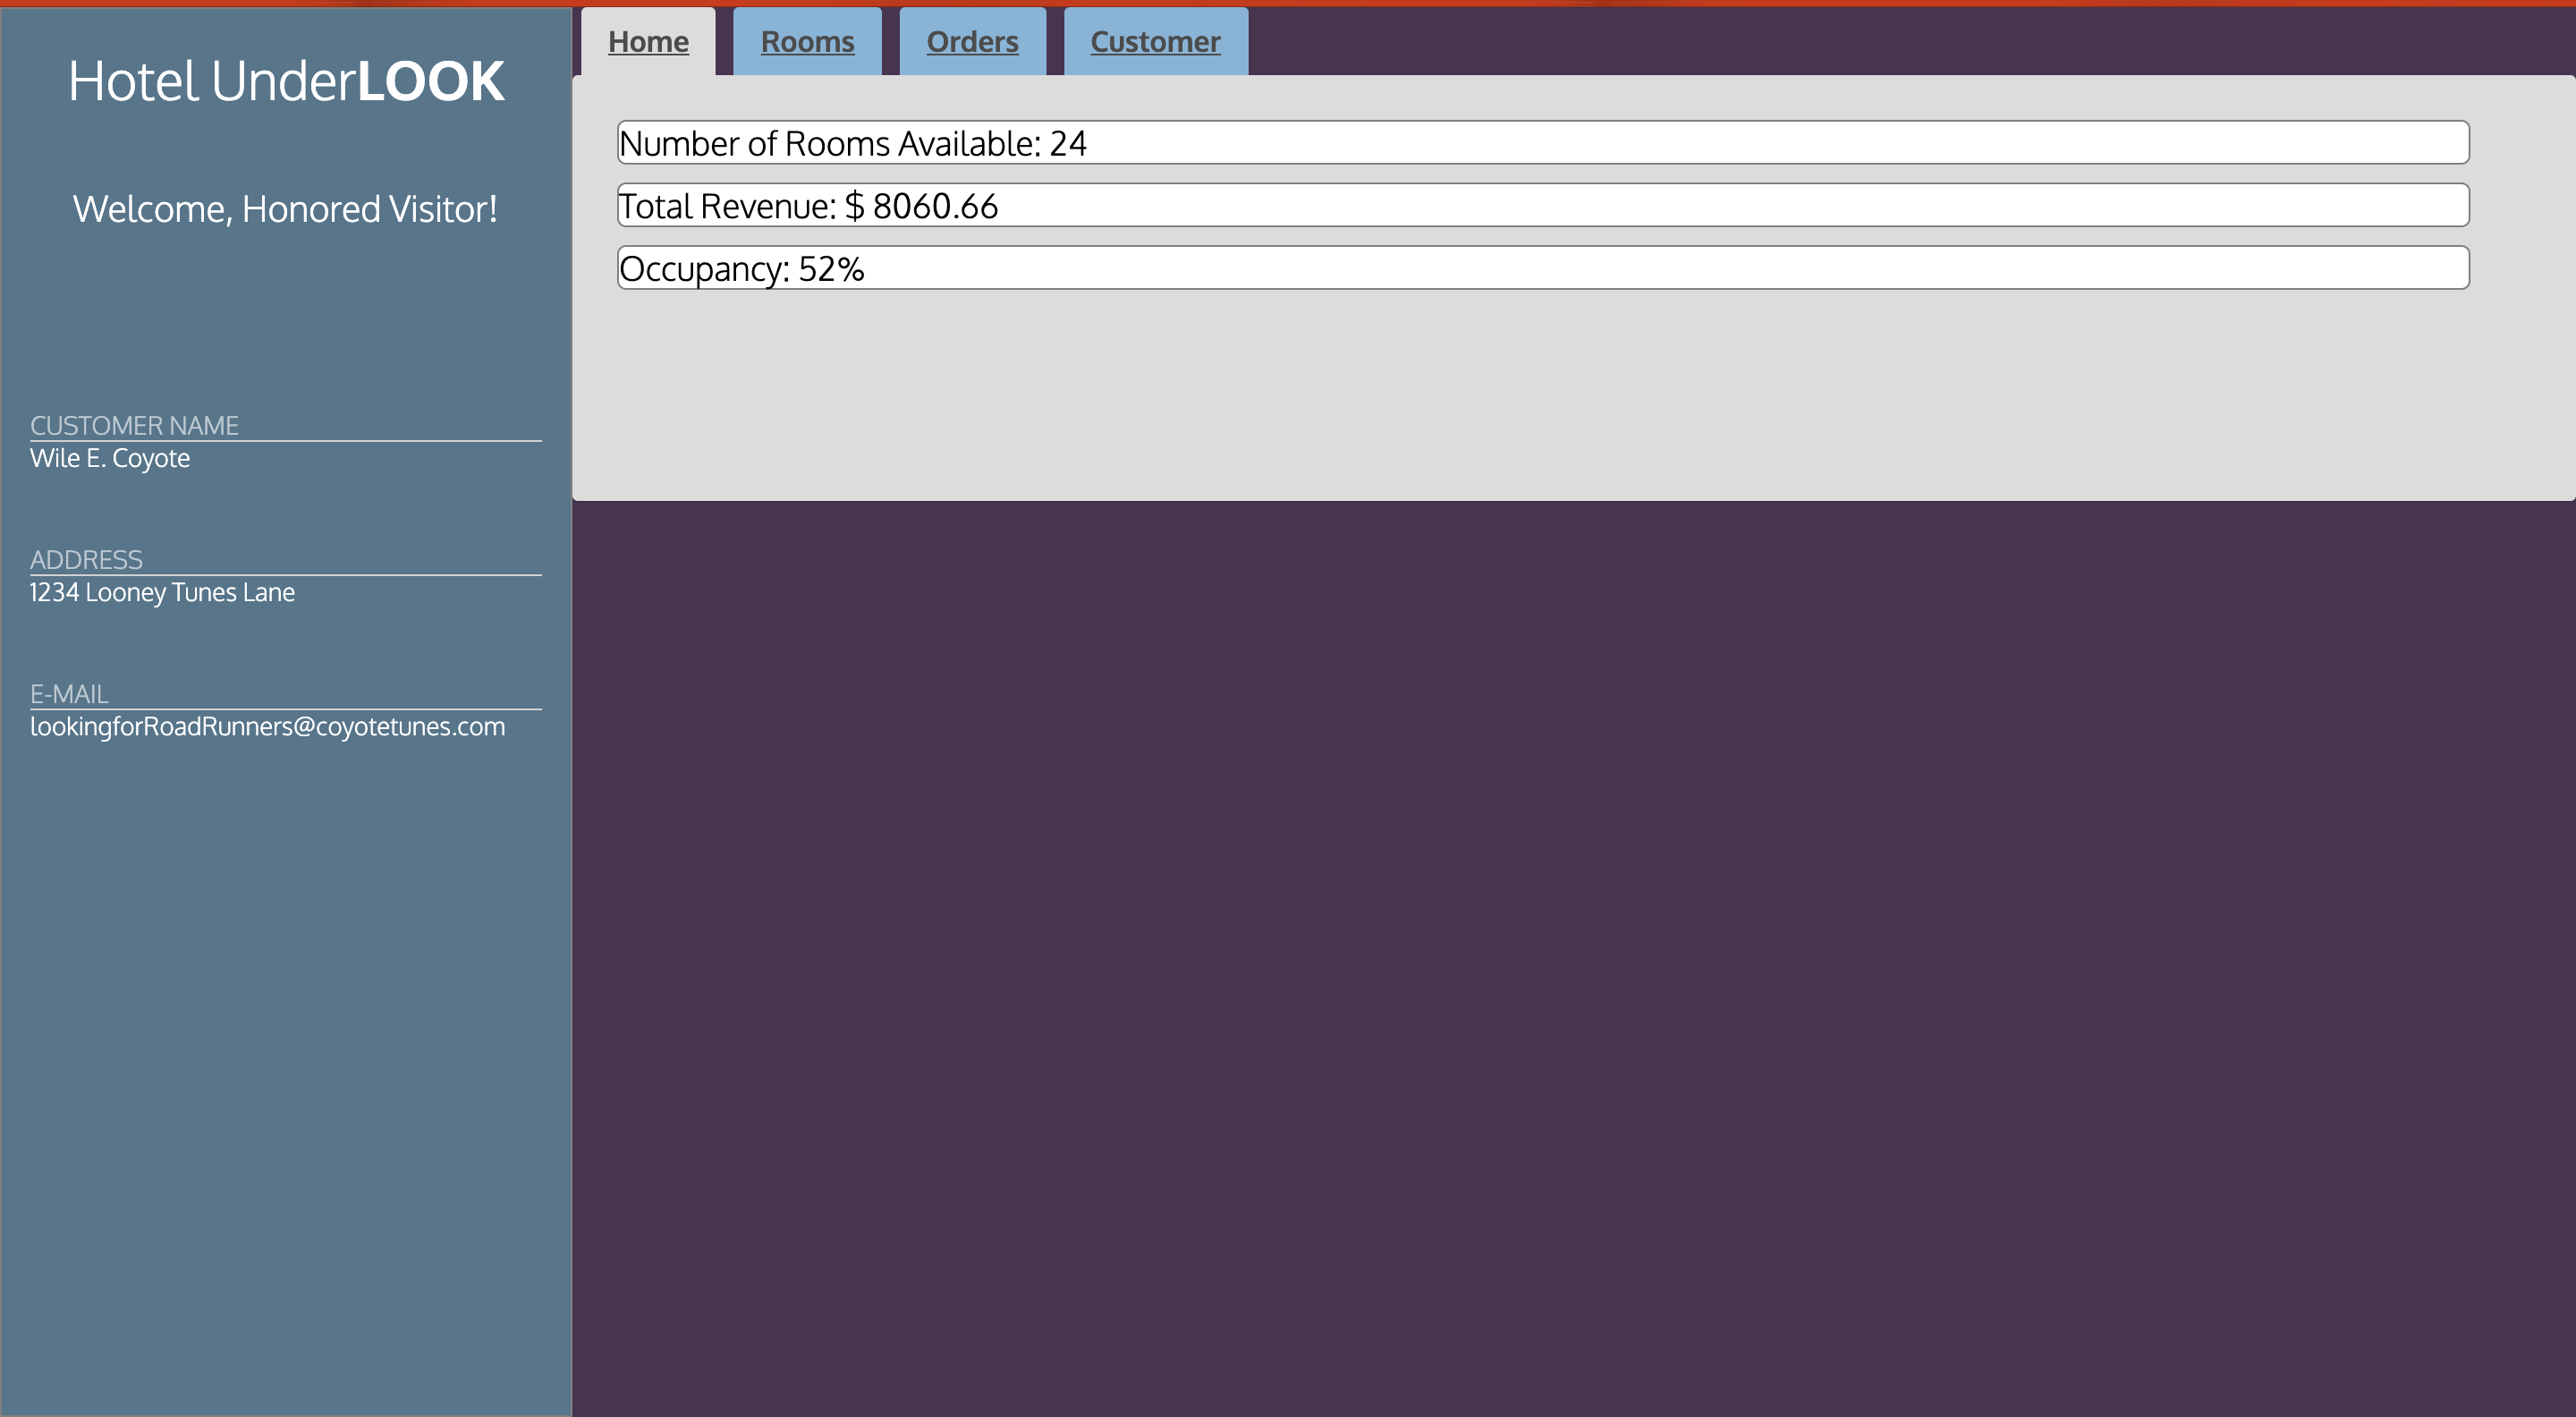 Hotel UnderLOOK
Welcome, Honored Visitor!
CUSTOMER NAME
Wile E. Coyote
ADDRESS
1234 Looney Tunes Lane
E-MAIL
lookingforRoadRunners@coyotetunes.com
Home Rooms Orders Customer
Number of Rooms Available: 24
Total Revenue: $ 8060.66
Occupancy: 52%